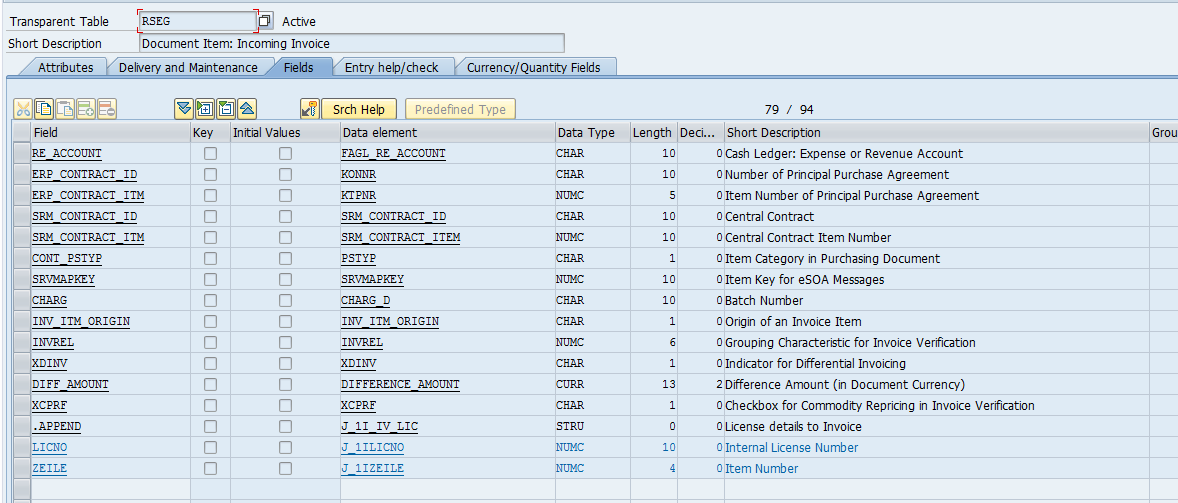 Transparent Table RSEG Active
Short Description Document Item: Incoming Invoice
Attributes Delivery and Maintenance Fields Entry help/check Currency/Quantity Fields
Srch Help Predefined Type 79 / 94
Field Key Initial Values Data element Data Type Length Deci... Short Description Grou
RE_ACCOUNT FAGL_RE_ACCOUNT CHAR 10 0 Cash Ledger: Expense or Revenue Account
ERP_CONTRACT_ID KONNR CHAR 10 0 Number of Principal Purchase Agreement
ERP_CONTRACT_ITM KTPNR NUMC 5 0 Item Number of Principal Purchase Agreement
SRM_CONTRACT_ID SRM_CONTRACT_ID CHAR 10 0 Central Contract
SRM_CONTRACT_ITM SRM_CONTRACT_ITEM NUMC 10 0 Central Contract Item Number
CONT_PSTYP PSTYP CHAR 1 0 Item Category in Purchasing Document
SRVMAPKEY SRVMAPKEY NUMC 10 0 Item Key for eSOA Messages
CHARG CHARG_D CHAR 10 0 Batch Number
INV_ITM_ORIGIN INV_ITM_ORIGIN CHAR 1 0 Origin of an Invoice Item
INVREL INVREL NUMC 6 0 Grouping Characteristic for Invoice Verification
XDINV XDINV CHAR 1 0 Indicator for Differential Invoicing
DIFF_AMOUNT DIFFERENCE_AMOUNT CURR 13 2 Difference Amount (in Document Currency)
XCPRF XCPRF CHAR 1 0 Checkbox for Commodity Repricing in Invoice Verification
.APPEND J_1I_IV_LIC STRU 0 0 License details to Invoice
LICNO J_1ILICNO NUMC 10 0 Internal License Number
ZEILE J_1IZEILE NUMC 4 0 Item Number